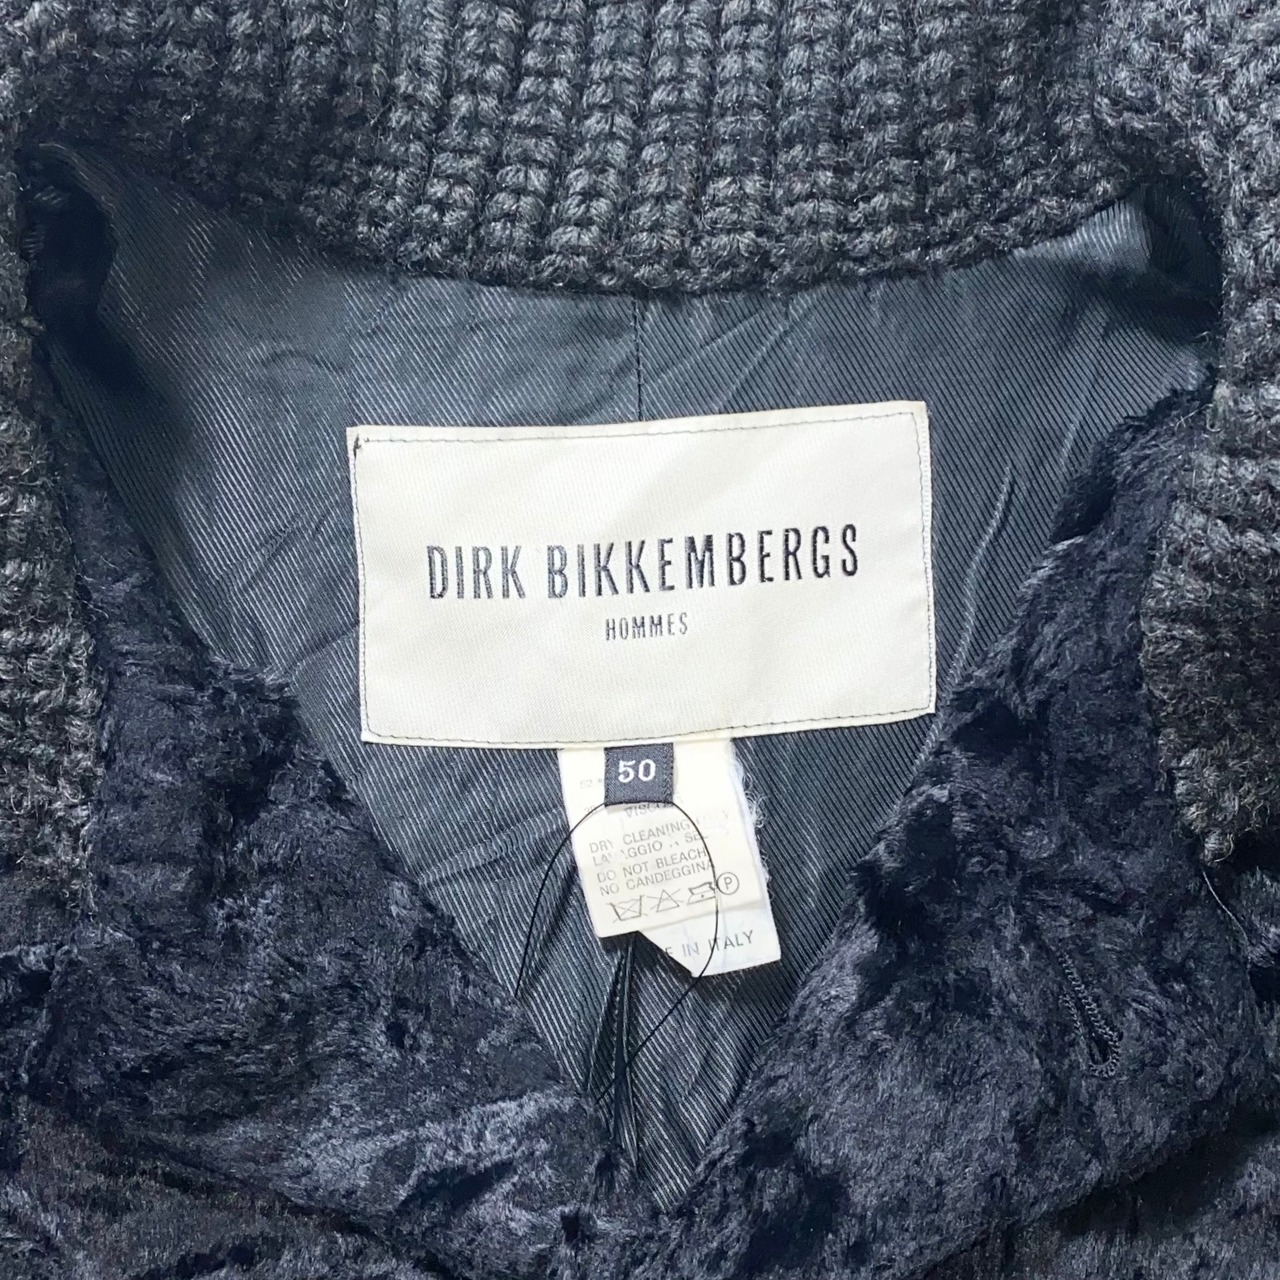 DIRK BIKKEMBERGS
HOMMES
50
DRY CLEANING
DO NOT BLEACH
NO CANDEGGINA
P
IN ITALY